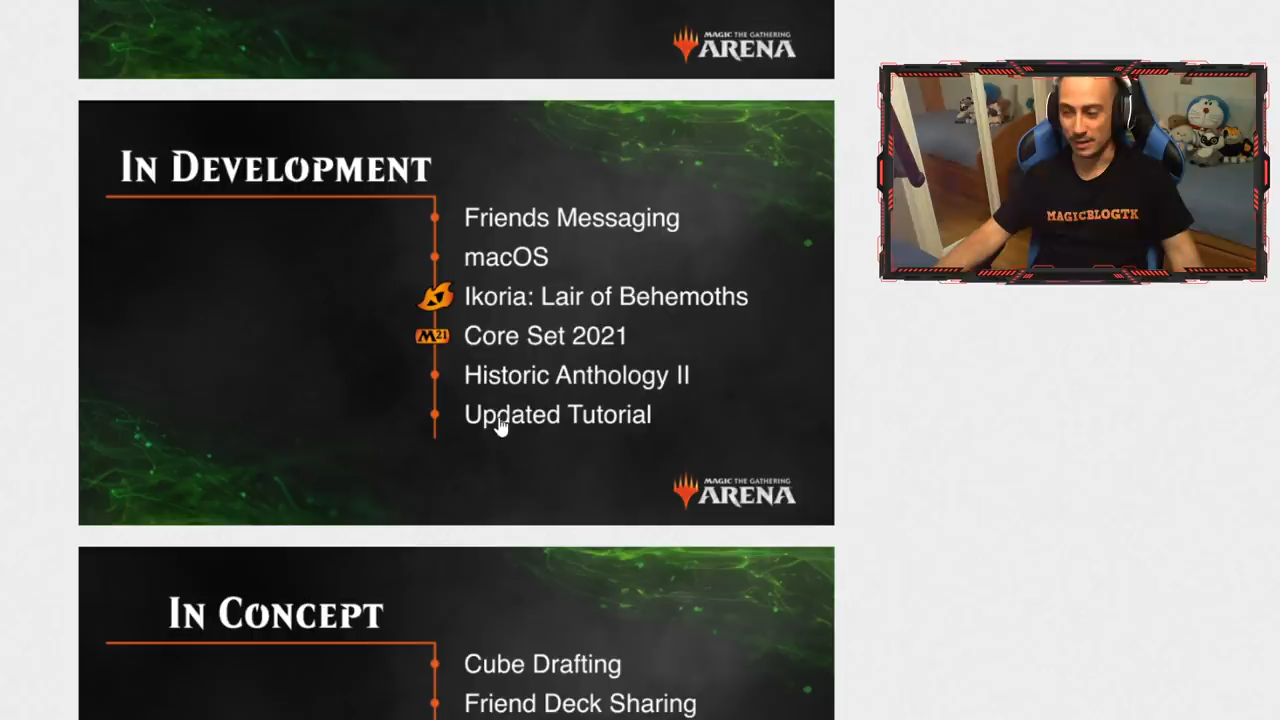 MAGIC THE GATHERING
ARENA
IN DEVELOPMENT
Friends Messaging
macOS
Ikoria: Lair of Behemoths
M21 Core Set 2021
Historic Anthology II
Updated Tutorial
MAGIC THE GATHERING
ARENA
IN CONCEPT
Cube Drafting
Friend Deck Sharing
MAGICBLOGTK